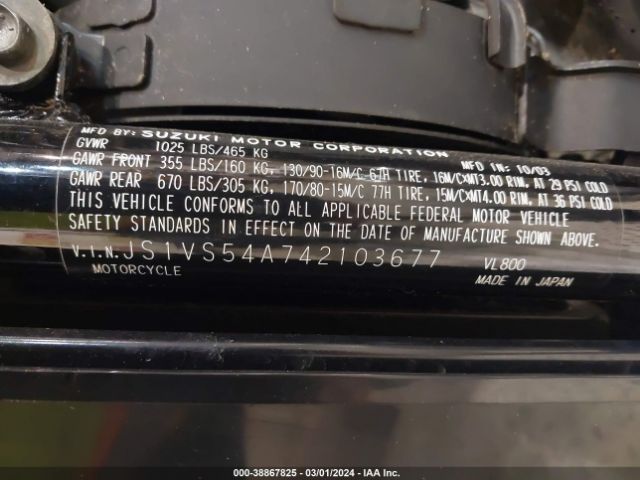 MFD BY: SUZUKI MOTOR CORPORATION MFD IN: 10/03
GVWR 1025 LBS/465 KG
GAWR FRONT 355 LBS/160 KG, 130/90-16M/C 67H TIRE, 16M/CXMT3.00 RIM, AT 29 PSI COLD
GAWR REAR 670 LBS/305 KG, 170/80-15M/C 77H TIRE, 15M/CXMT4.00 RIM, AT 36 PSI COLD
THIS VEHICLE CONFORMS TO ALL APPLICABLE FEDERAL MOTOR VEHICLE
SAFETY STANDARDS IN EFFECT ON THE DATE OF MANUFACTURE SHOWN ABOVE.
V.I.N. JS1VS54A742103677 VL800
MOTORCYCLE MADE IN JAPAN
000-38867825 - 03/01/2024 - IAA Inc.